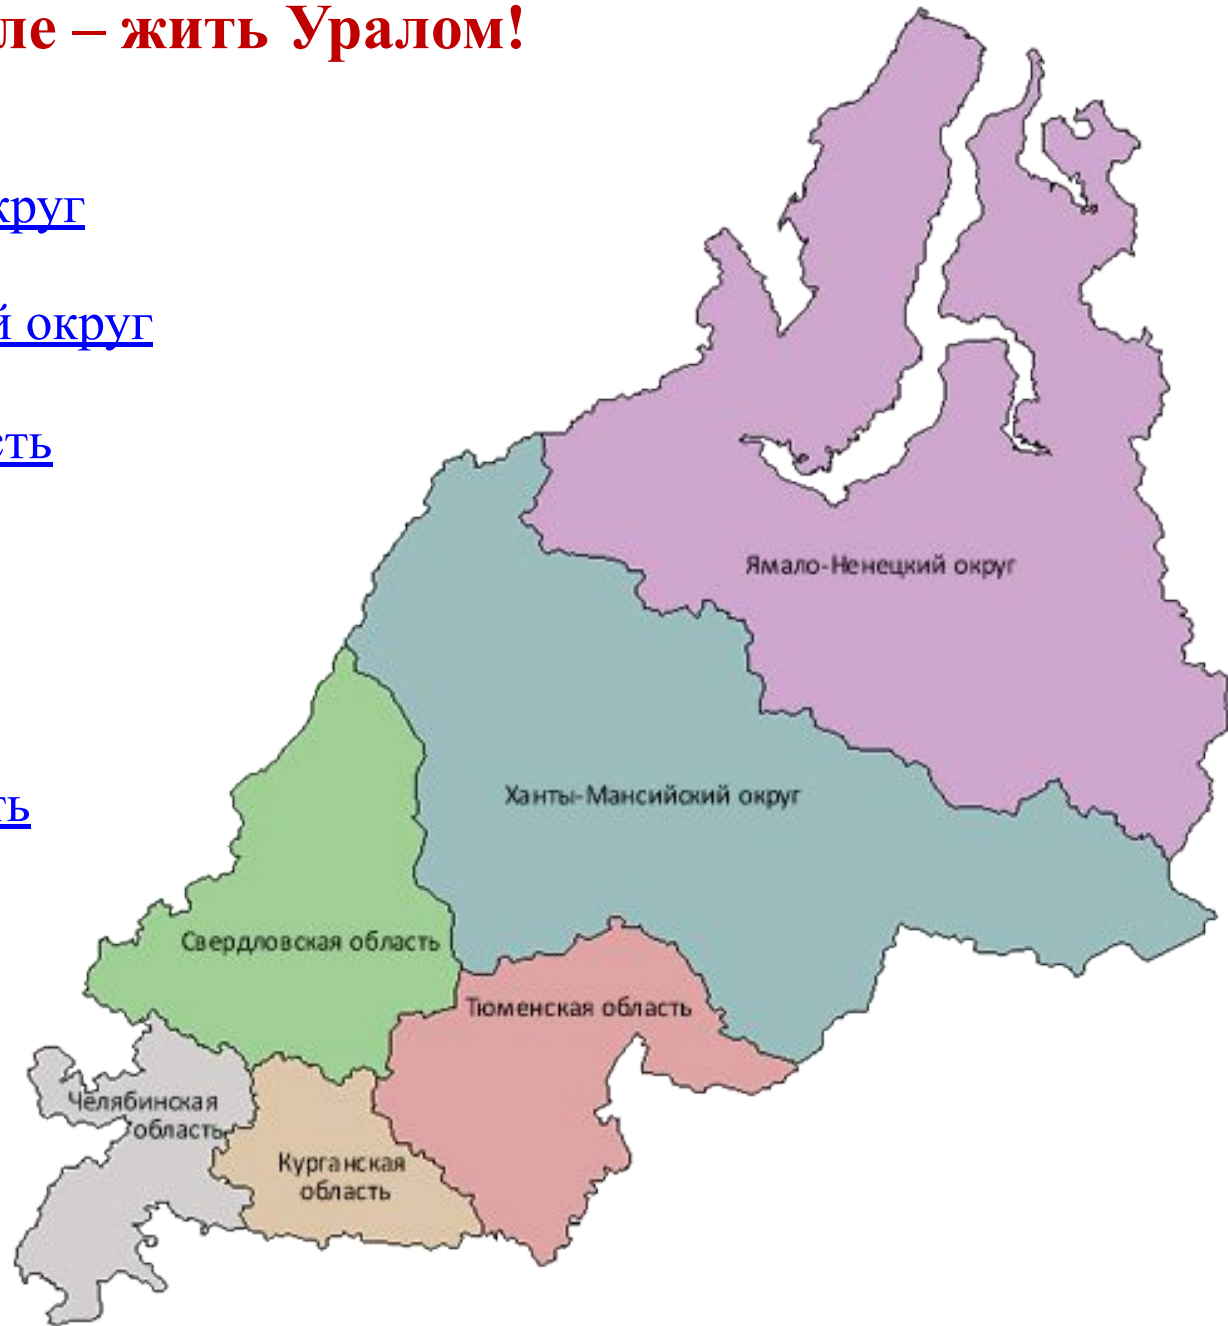 ле – жить Уралом!
круг
й округ
сть
ть
Ямало-Ненецкий округ
Ханты-Мансийский округ
Свердловская область
Тюменская область
Челябинская
область
Курганская
область